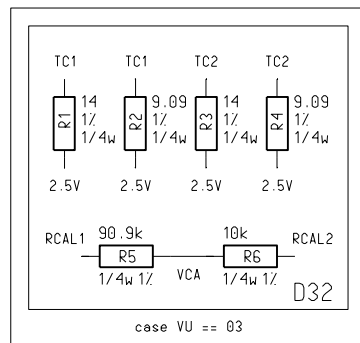 TC1 TC1 TC2 TC2
R1 14 1% 1/4w R2 9.09 1% 1/4w R3 14 1% 1/4w R4 9.09 1% 1/4w
2.5V 2.5V 2.5V 2.5V
90.9k 10k
RCAL1 R5 R6 RCAL2
1/4w 1% VCA 1/4w 1%
D32
case VU == 03